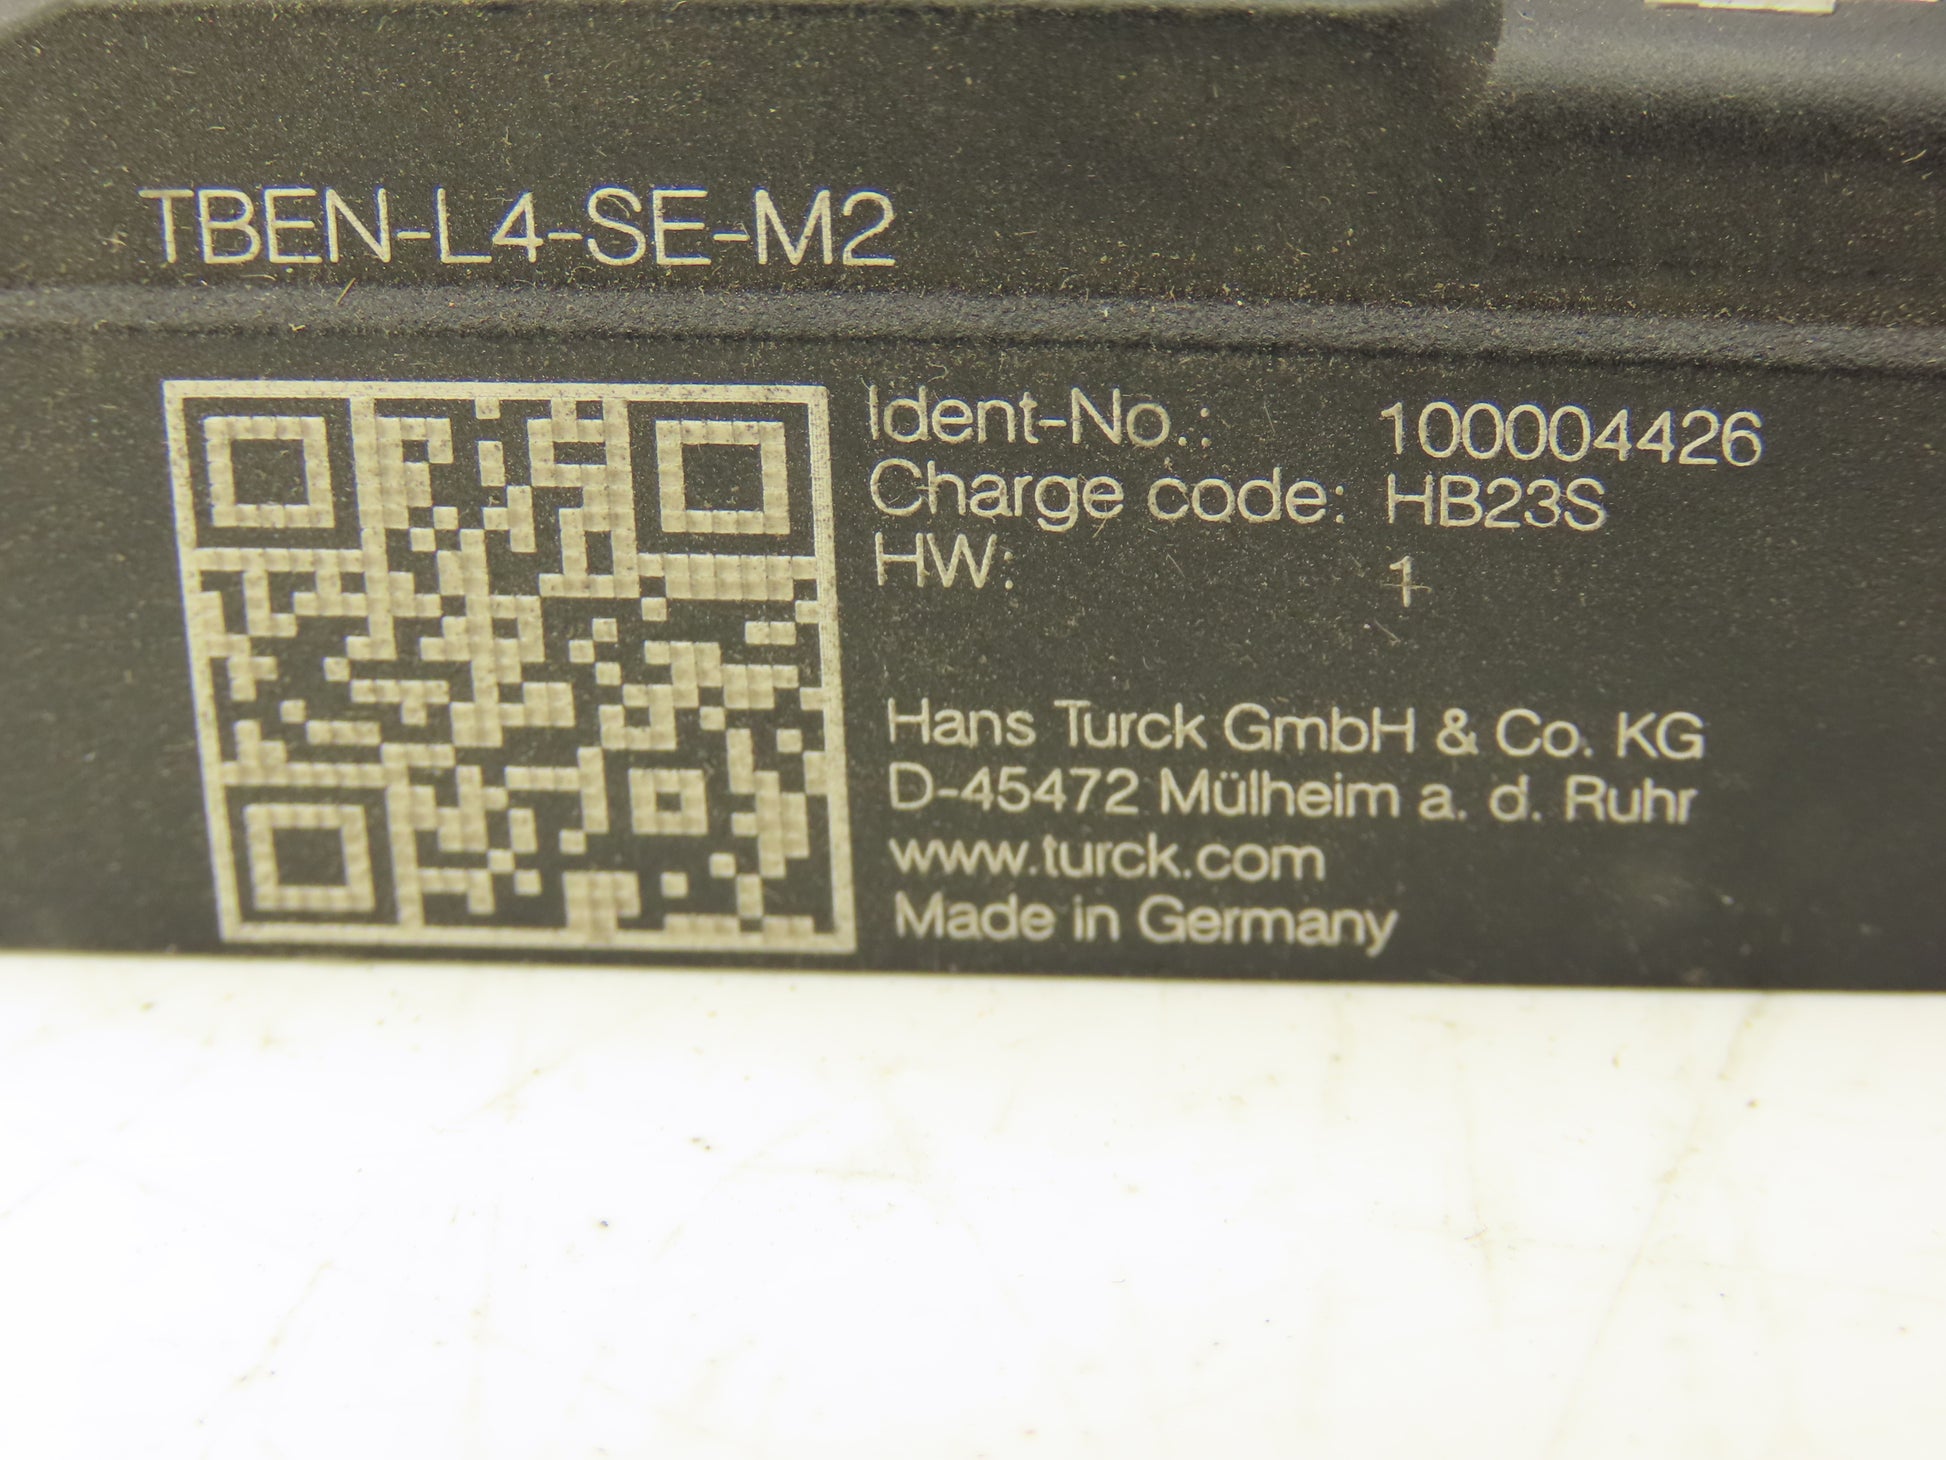 TBEN-L4-SE-M2
Ident-No.: 100004426
Charge code: HB23S
HW: 1
Hans Turck GmbH & Co. KG
D-45472 Mülheim a. d. Ruhr
www.turck.com
Made in Germany